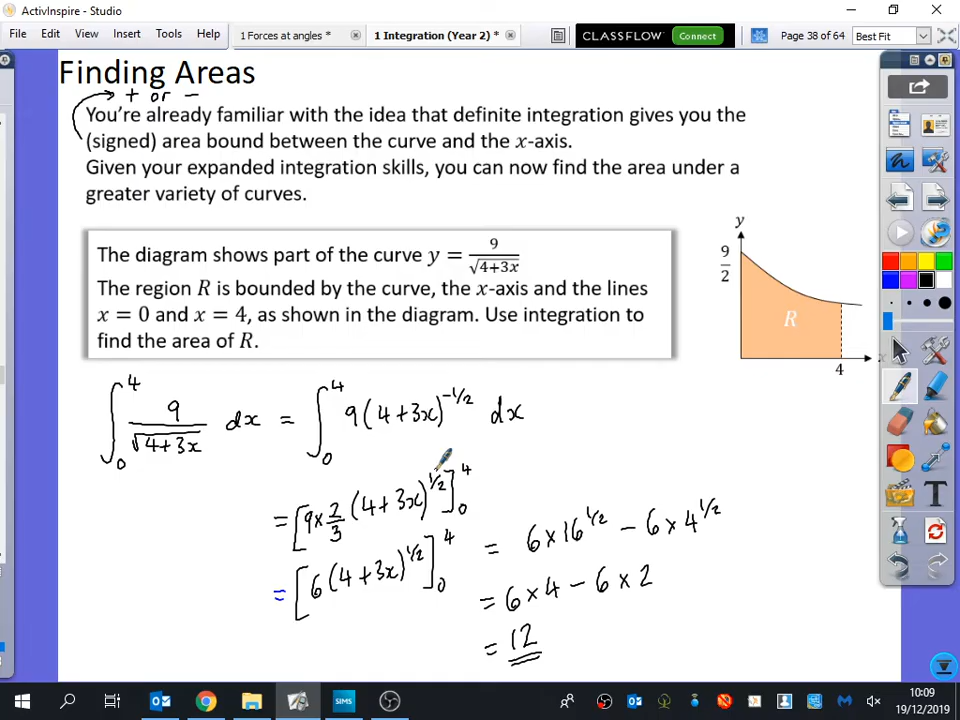 ActivInspire - Studio
File Edit View Insert Tools Help 1 Forces at angles * 1 Integration (Year 2) * CLASSFLOW Connect Page 38 of 64 Best Fit
Finding Areas
+ or −
You're already familiar with the idea that definite integration gives you the
(signed) area bound between the curve and the x-axis.
Given your expanded integration skills, you can now find the area under a
greater variety of curves.
The diagram shows part of the curve y = 9/√(4+3x)
The region R is bounded by the curve, the x-axis and the lines
x = 0 and x = 4, as shown in the diagram. Use integration to
find the area of R.
y
9/2
R
4
x
∫₀⁴ 9/√(4+3x) dx = ∫₀⁴ 9(4+3x)^(-1/2) dx
= [9×2/3 (4+3x)^(1/2)]₀⁴
= [6(4+3x)^(1/2)]₀⁴
= 6×16^(1/2) − 6×4^(1/2)
= 6×4 − 6×2
= 12
SIMS
10:09
19/12/2019